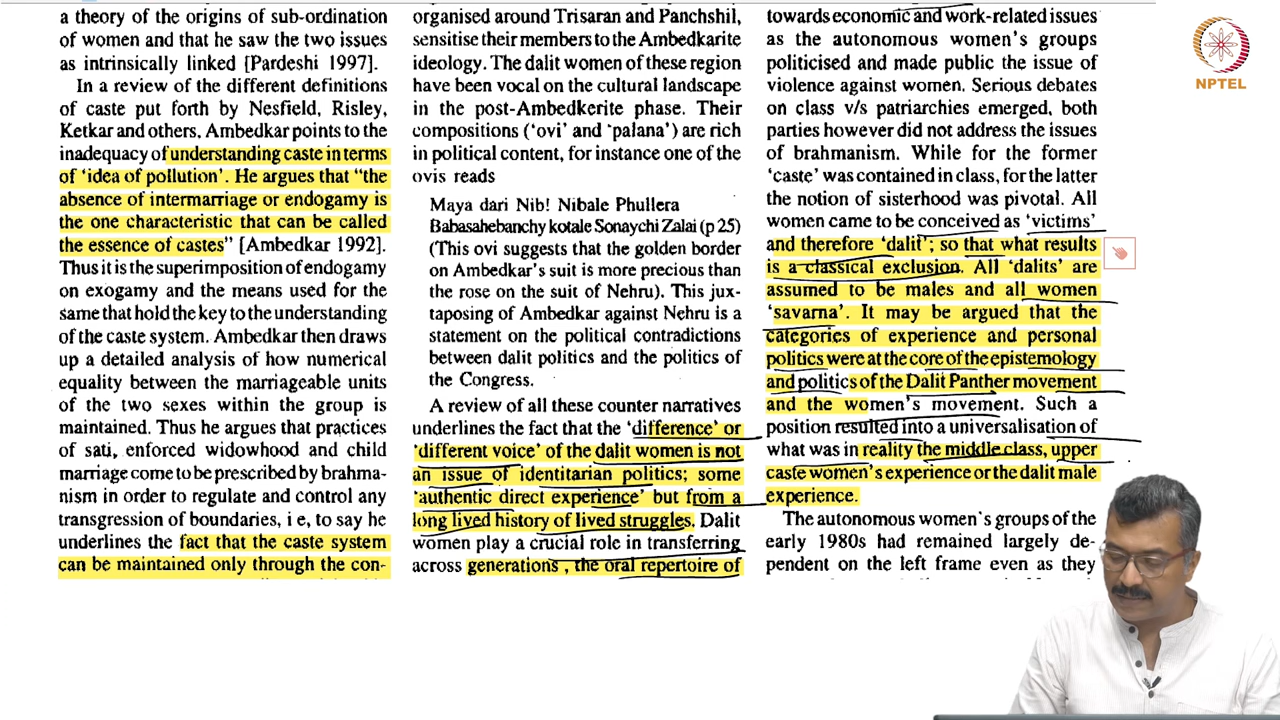 a theory of the origins of sub-ordination
of women and that he saw the two issues
as intrinsically linked [Pardeshi 1997].
In a review of the different definitions
of caste put forth by Nesfield, Risley,
Ketkar and others, Ambedkar points to the
inadequacy of understanding caste in terms
of 'idea of pollution'. He argues that "the
absence of intermarriage or endogamy is
the one characteristic that can be called
the essence of castes" [Ambedkar 1992].
Thus it is the superimposition of endogamy
on exogamy and the means used for the
same that hold the key to the understanding
of the caste system. Ambedkar then draws
up a detailed analysis of how numerical
equality between the marriageable units
of the two sexes within the group is
maintained. Thus he argues that practices
of sati, enforced widowhood and child
marriage come to be prescribed by brahma-
nism in order to regulate and control any
transgression of boundaries, i e, to say he
underlines the fact that the caste system
can be maintained only through the con-
organised around Trisaran and Panchshil,
sensitise their members to the Ambedkarite
ideology. The dalit women of these region
have been vocal on the cultural landscape
in the post-Ambedkerite phase. Their
compositions ('ovi' and 'palana') are rich
in political content, for instance one of the
ovis reads
Maya dari Nib! Nibale Phullera
Babasahebanchy kotale Sonaychi Zalai (p 25)
(This ovi suggests that the golden border
on Ambedkar's suit is more precious than
the rose on the suit of Nehru). This jux-
taposing of Ambedkar against Nehru is a
statement on the political contradictions
between dalit politics and the politics of
the Congress.
A review of all these counter narratives
underlines the fact that the 'difference' or
'different voice' of the dalit women is not
an issue of identitarian politics; some
'authentic direct experience' but from a
long lived history of lived struggles. Dalit
women play a crucial role in transferring
across generations , the oral repertoire of
towards economic and work-related issues
as the autonomous women's groups
politicised and made public the issue of
violence against women. Serious debates
on class v/s patriarchies emerged, both
parties however did not address the issues
of brahmanism. While for the former
'caste' was contained in class, for the latter
the notion of sisterhood was pivotal. All
women came to be conceived as 'victims'
and therefore 'dalit'; so that what results
is a classical exclusion. All 'dalits' are
assumed to be males and all women
'savarna'. It may be argued that the
categories of experience and personal
politics were at the core of the epistemology
and politics of the Dalit Panther movement
and the women's movement. Such a
position resulted into a universalisation of
what was in reality the middle class, upper
caste women's experience or the dalit male
experience.
The autonomous women's groups of the
early 1980s had remained largely de-
pendent on the left frame even as they
NPTEL